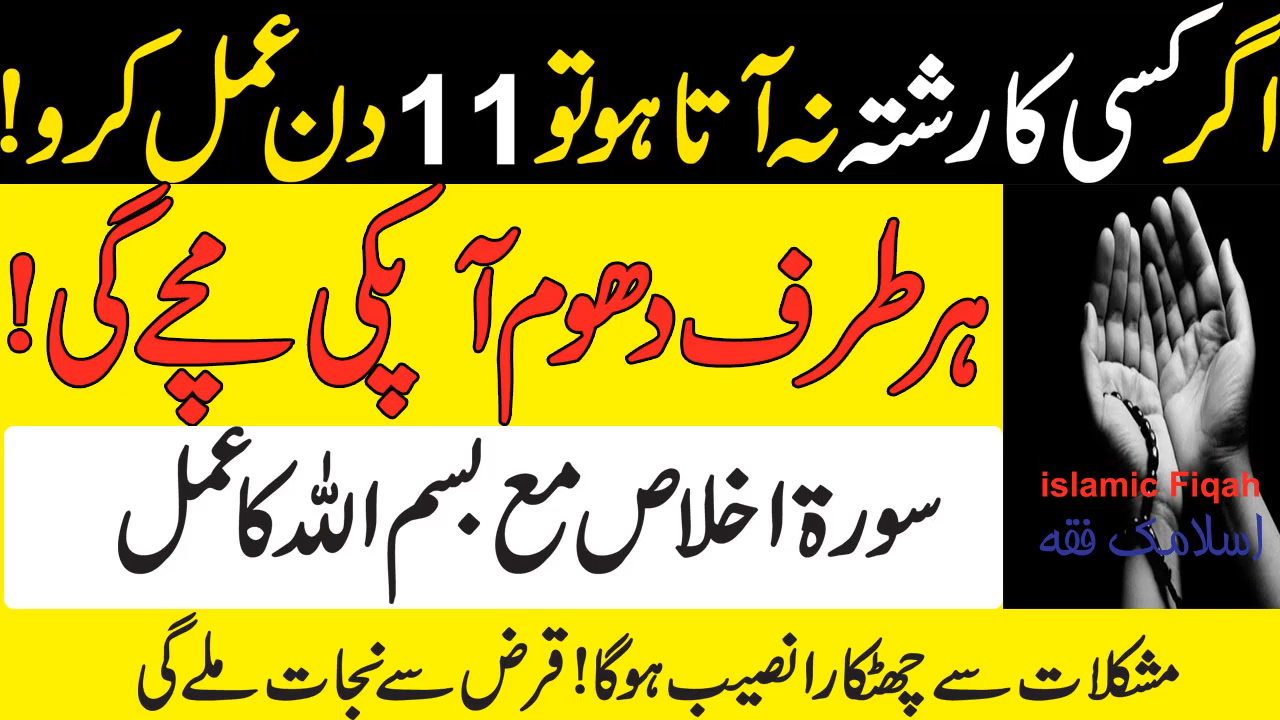 اگر کسی کا رشتہ نہ آتا ہو تو 11 دن عمل کرو!
ہر طرف دھوم آپکی مچے گی!
سورۃ اخلاص مع بسم اللہ کا عمل
islamic Fiqah
اسلامک فقہ
مشکلات سے چھٹکارا نصیب ہوگا! قرض سے نجات ملے گی